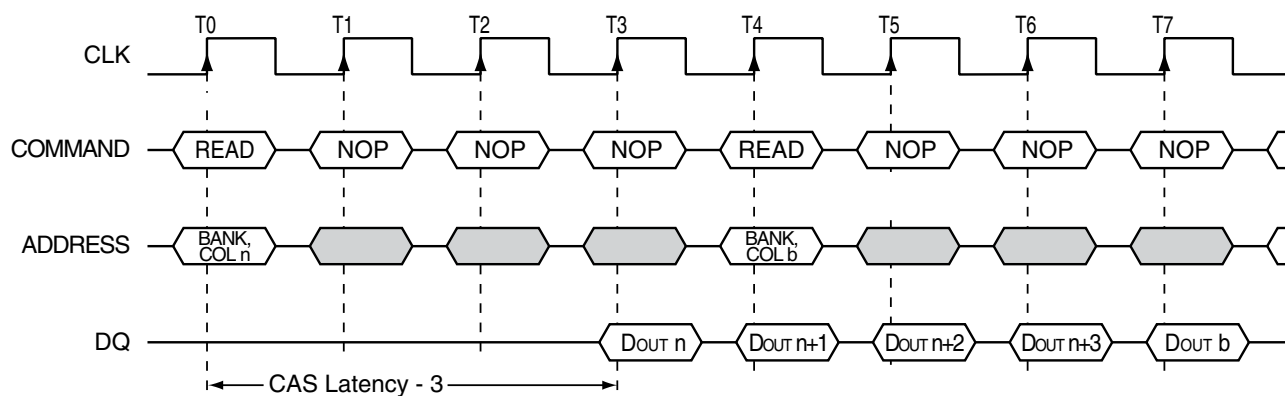 T0 T1 T2 T3 T4 T5 T6 T7
CLK
COMMAND READ NOP NOP NOP READ NOP NOP NOP
ADDRESS BANK, COL n BANK, COL b
DQ DOUT n DOUT n+1 DOUT n+2 DOUT n+3 DOUT b
CAS Latency - 3